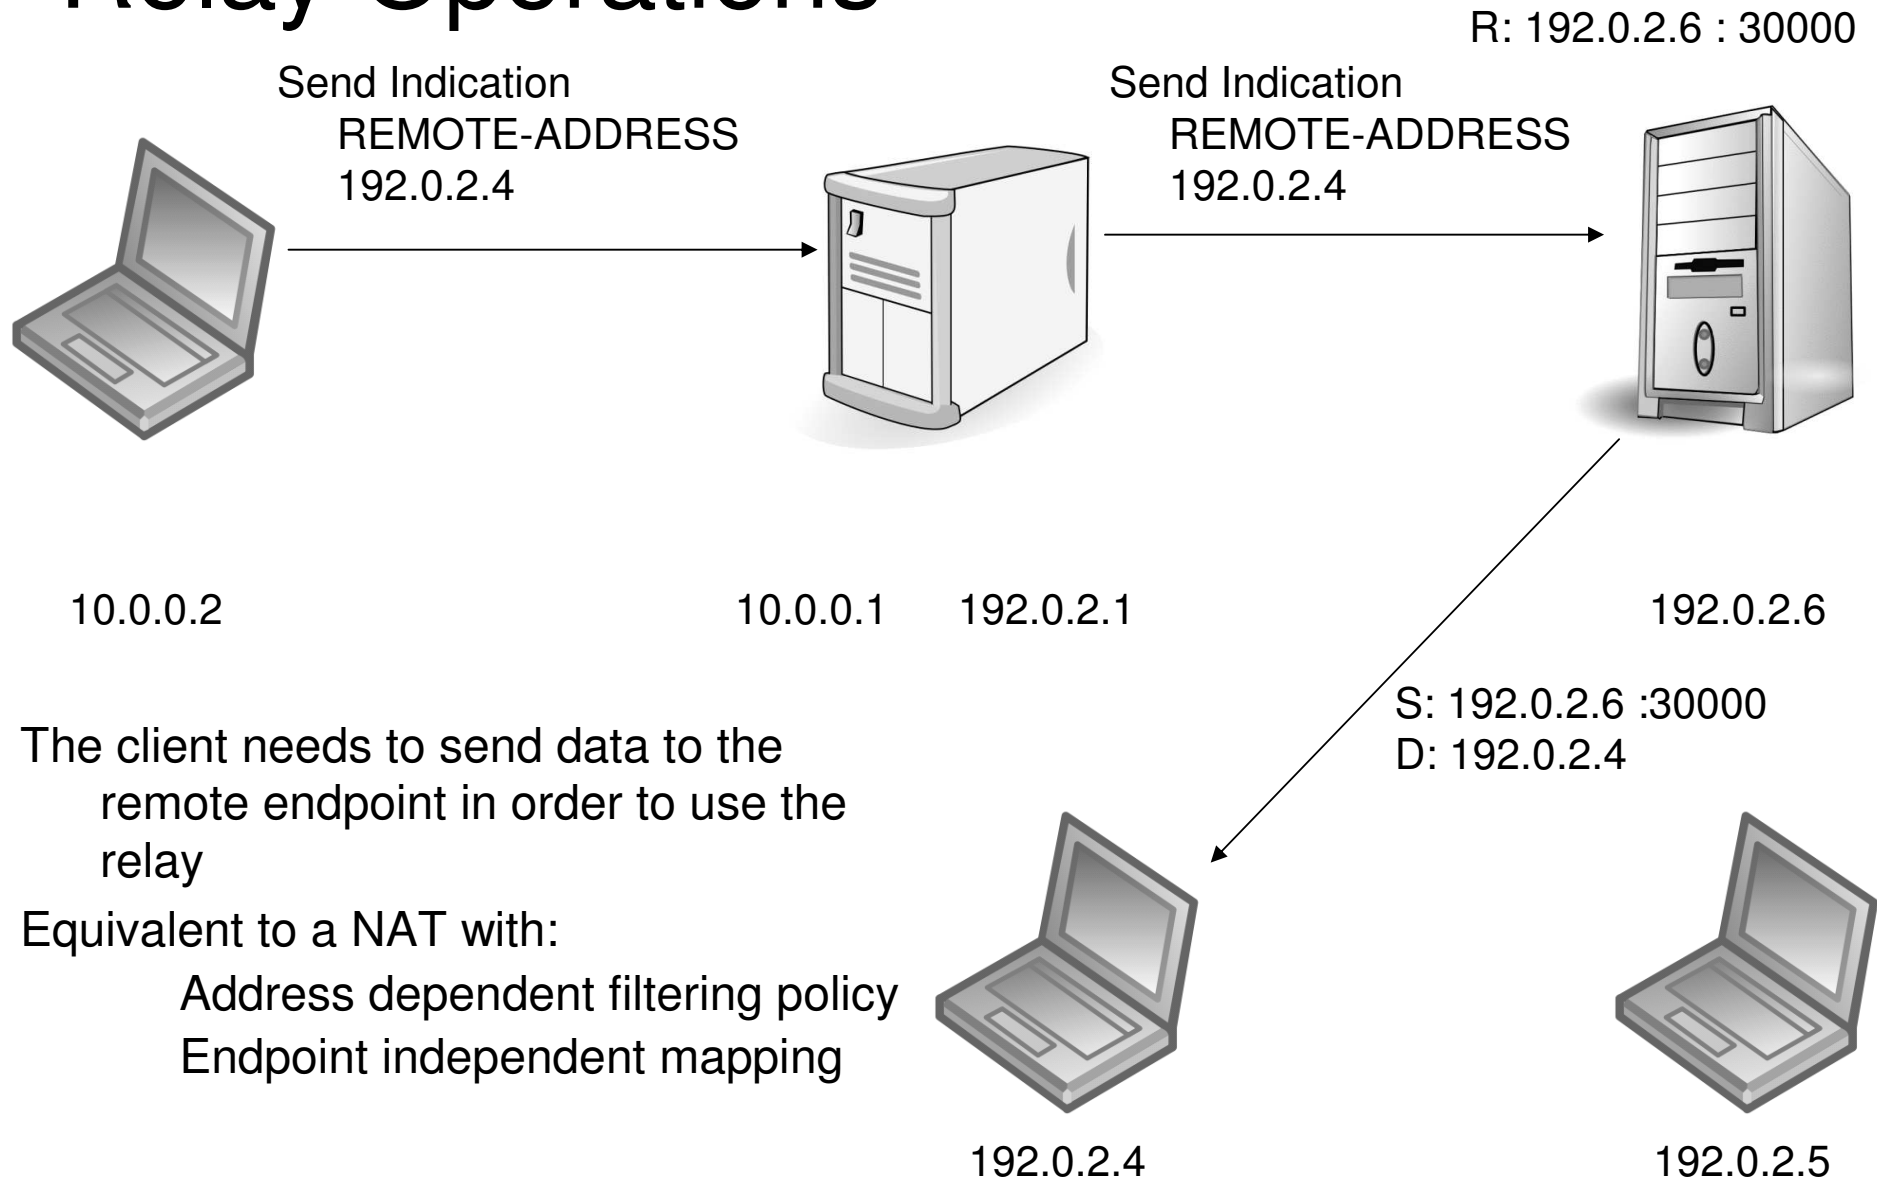 Relay Operations
R: 192.0.2.6 : 30000
Send Indication
REMOTE-ADDRESS
192.0.2.4
Send Indication
REMOTE-ADDRESS
192.0.2.4
10.0.0.2
10.0.0.1
192.0.2.1
192.0.2.6
S: 192.0.2.6 :30000
D: 192.0.2.4
The client needs to send data to the
remote endpoint in order to use the
relay
Equivalent to a NAT with:
Address dependent filtering policy
Endpoint independent mapping
192.0.2.4
192.0.2.5